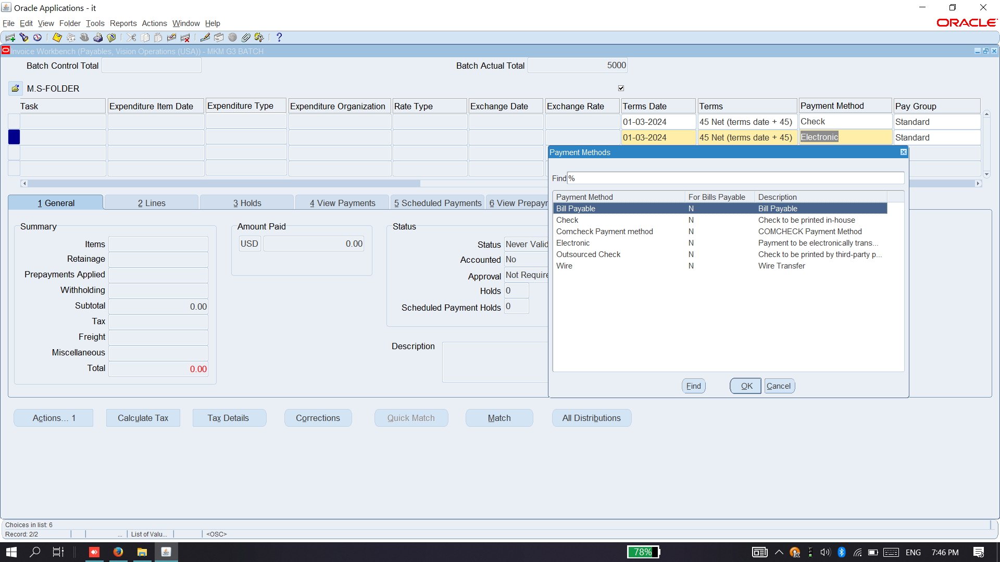 Oracle Applications - it
File Edit View Folder Tools Reports Actions Window Help
ORACLE
Invoice Workbench (Payables, Vision Operations (USA)) - MKM G3 BATCH
Batch Control Total
Batch Actual Total 5000
M.S-FOLDER
Task Expenditure Item Date Expenditure Type Expenditure Organization Rate Type Exchange Date Exchange Rate Terms Date Terms Payment Method Pay Group
01-03-2024 45 Net (terms date + 45) Check Standard
01-03-2024 45 Net (terms date + 45) Electronic Standard
Payment Methods
Find %
Payment Method For Bills Payable Description
Bill Payable N Bill Payable
Check N Check to be printed in-house
Comcheck Payment method N COMCHECK Payment Method
Electronic N Payment to be electronically trans...
Outsourced Check N Check to be printed by third-party p...
Wire N Wire Transfer
Find OK Cancel
1 General 2 Lines 3 Holds 4 View Payments 5 Scheduled Payments 6 View Prepayr
Summary
Items
Retainage
Prepayments Applied
Withholding
Subtotal 0.00
Tax
Freight
Miscellaneous
Total 0.00
Amount Paid
USD 0.00
Status
Status Never Valid
Accounted No
Approval Not Require
Holds 0
Scheduled Payment Holds 0
Description
Actions... 1 Calculate Tax Tax Details Corrections Quick Match Match All Distributions
Choices in list: 6
Record: 2/2 ... List of Valu... <OSC>
78% ENG 7:46 PM